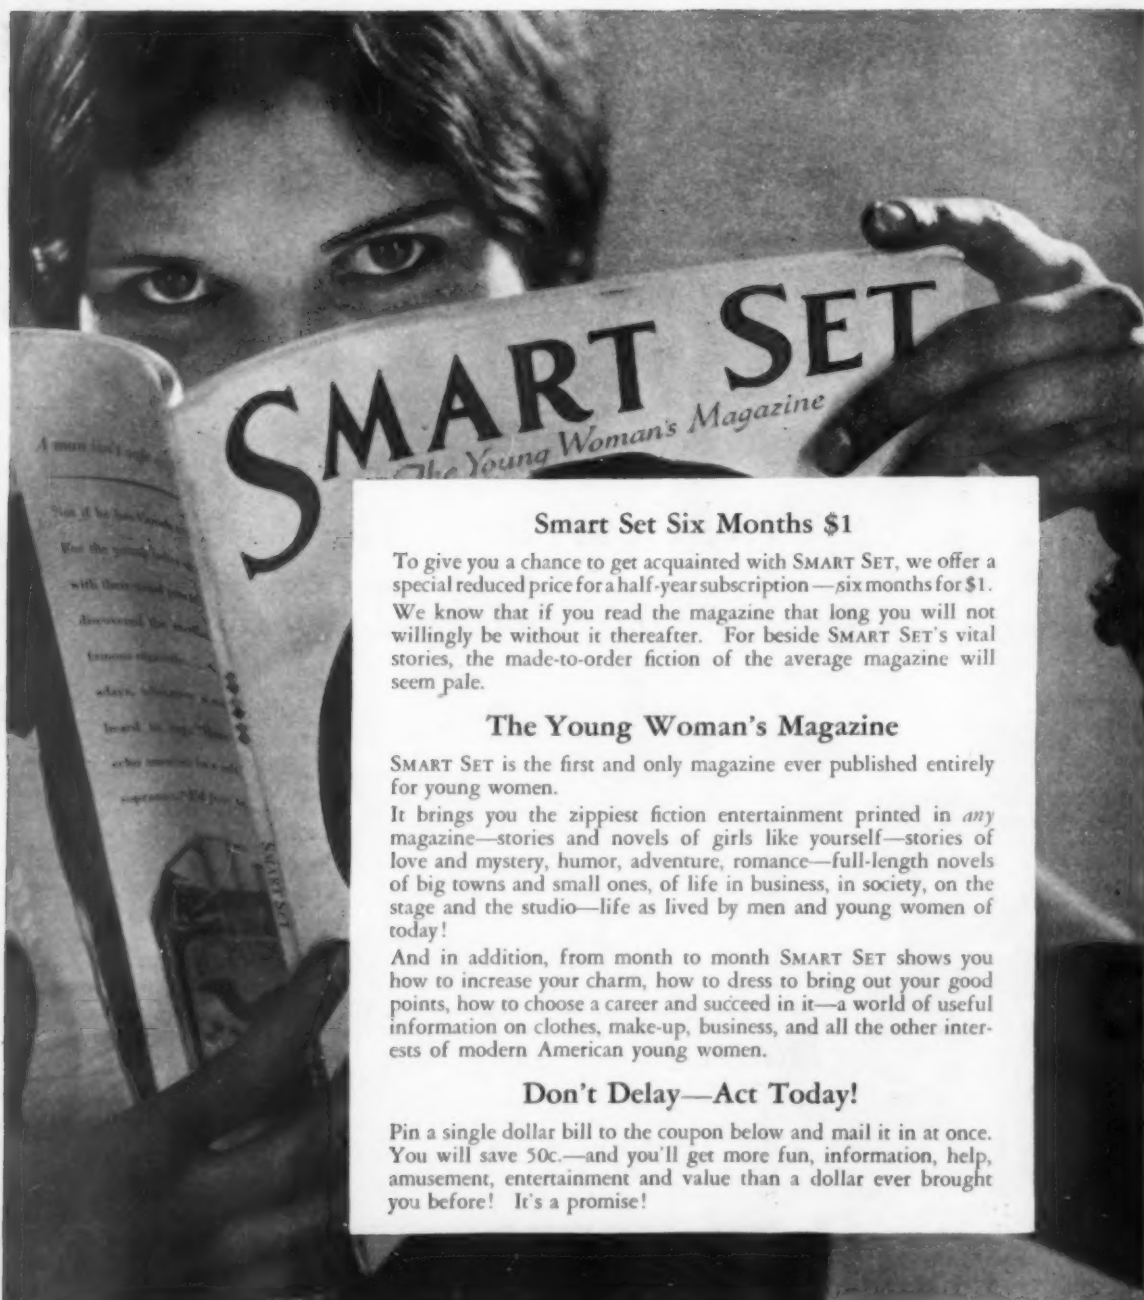 SMART SET
The Young Woman's Magazine
A man isn't
SMART SET
Smart Set Six Months $1
To give you a chance to get acquainted with SMART SET, we offer a
special reduced price for a half-year subscription—six months for $1.
We know that if you read the magazine that long you will not
willingly be without it thereafter. For beside SMART SET's vital
stories, the made-to-order fiction of the average magazine will
seem pale.
The Young Woman's Magazine
SMART SET is the first and only magazine ever published entirely
for young women.
It brings you the zippiest fiction entertainment printed in any
magazine—stories and novels of girls like yourself—stories of
love and mystery, humor, adventure, romance—full-length novels
of big towns and small ones, of life in business, in society, on the
stage and the studio—life as lived by men and young women of
today!
And in addition, from month to month SMART SET shows you
how to increase your charm, how to dress to bring out your good
points, how to choose a career and succeed in it—a world of useful
information on clothes, make-up, business, and all the other inter-
ests of modern American young women.
Don't Delay—Act Today!
Pin a single dollar bill to the coupon below and mail it in at once.
You will save 50c.—and you'll get more fun, information, help,
amusement, entertainment and value than a dollar ever brought
you before! It's a promise!